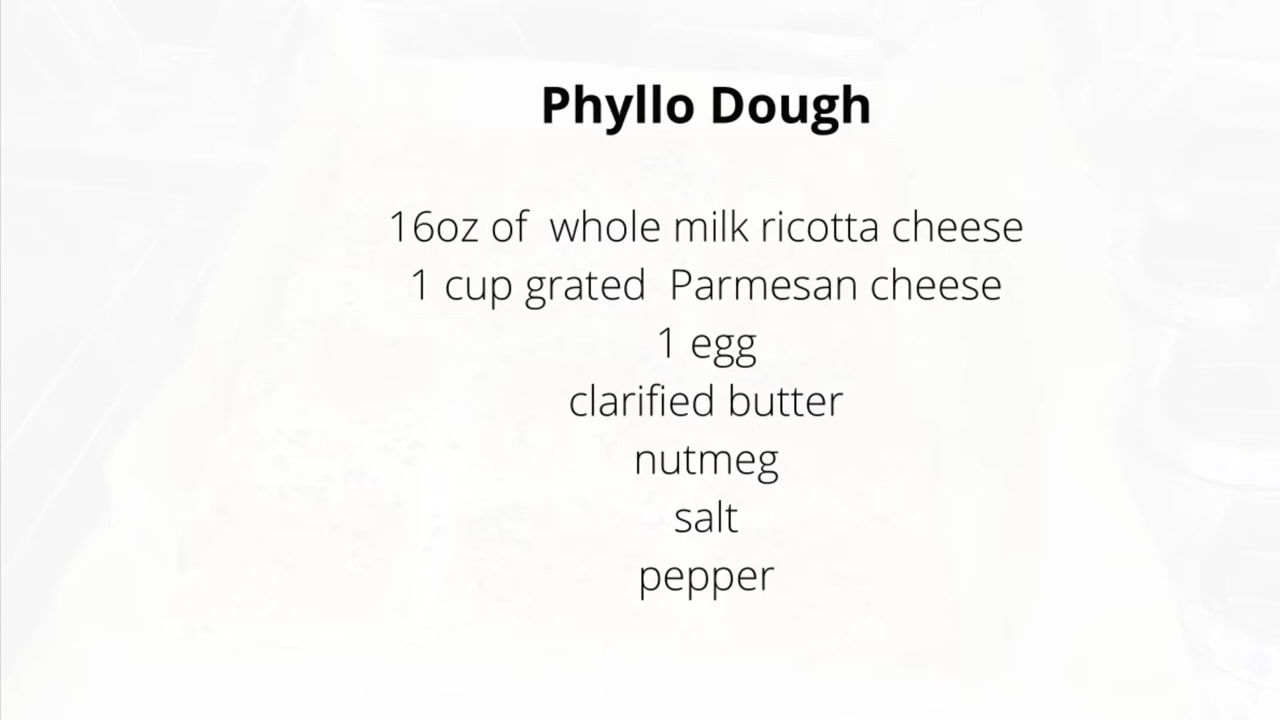 Phyllo Dough
16oz of  whole milk ricotta cheese
1 cup grated  Parmesan cheese
1 egg
clarified butter
nutmeg
salt
pepper